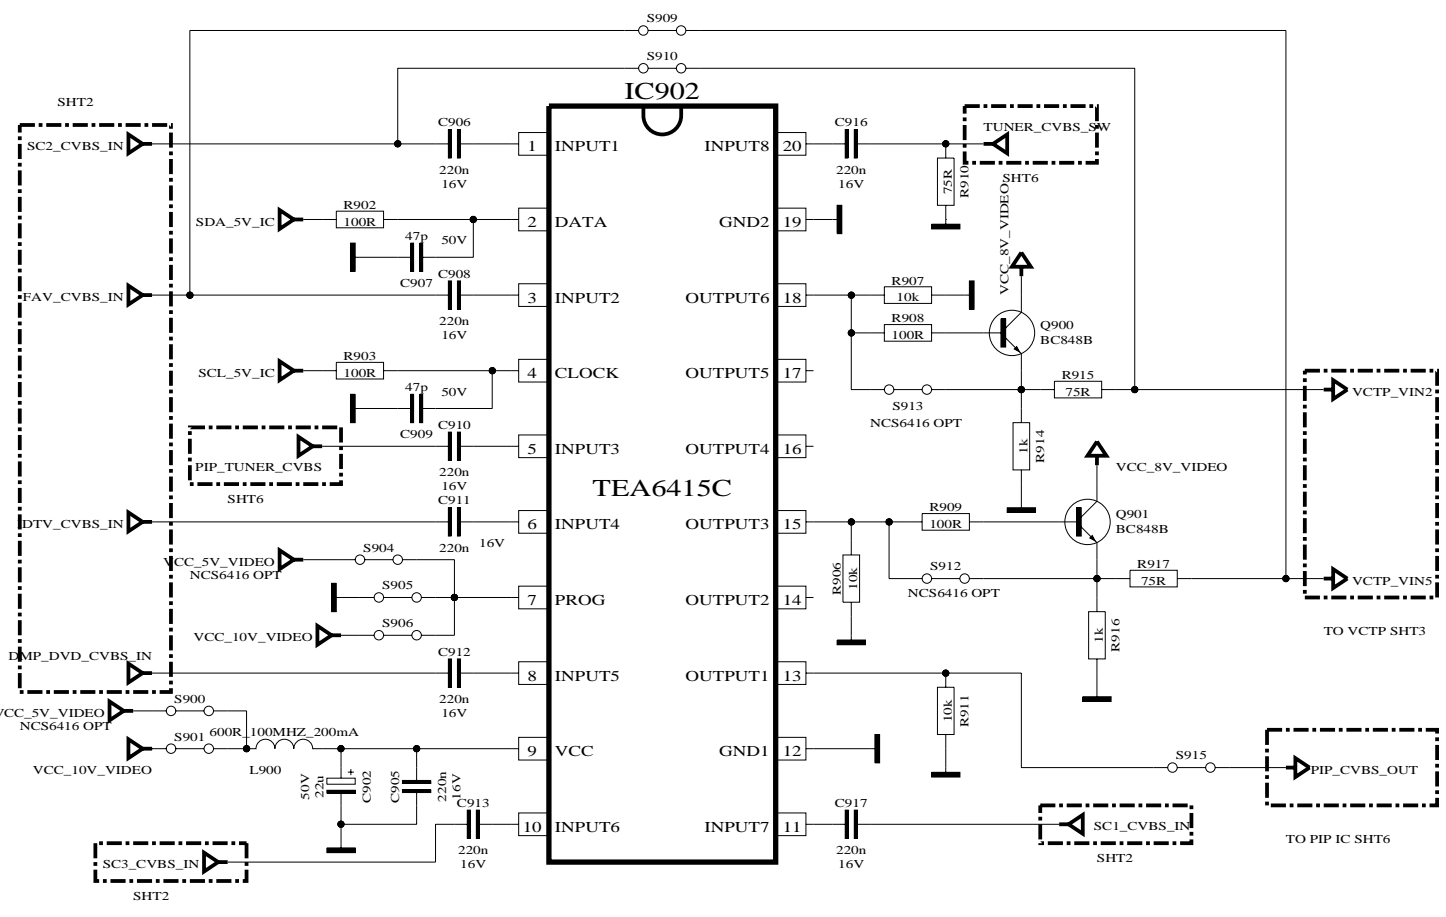 S909
S910
IC902
SHT2
SC2_CVBS_IN
C906
220n
16V
1
INPUT1
INPUT8
20
C916
220n
16V
75R
R910
TUNER_CVBS_SW
SHT6
SDA_5V_IC
R902
100R
47p
50V
C907
2
DATA
GND2
19
VCC_8V_VIDEO
FAV_CVBS_IN
C908
220n
16V
3
INPUT2
OUTPUT6
18
R907
10k
R908
100R
Q900
BC848B
SCL_5V_IC
R903
100R
47p
50V
C909
4
CLOCK
OUTPUT5
17
S913
NCS6416 OPT
R915
75R
VCTP_VIN2
1k
R914
PIP_TUNER_CVBS
SHT6
C910
220n
16V
5
INPUT3
OUTPUT4
16
VCC_8V_VIDEO
TEA6415C
DTV_CVBS_IN
C911
220n
16V
6
INPUT4
OUTPUT3
15
R909
100R
Q901
BC848B
VCC_5V_VIDEO
NCS6416 OPT
S904
S905
S906
VCC_10V_VIDEO
7
PROG
OUTPUT2
14
R906
10k
S912
NCS6416 OPT
R917
75R
VCTP_VIN5
1k
R916
TO VCTP SHT3
DMP_DVD_CVBS_IN
C912
220n
16V
8
INPUT5
OUTPUT1
13
10k
R911
VCC_5V_VIDEO
NCS6416 OPT
S900
S901
VCC_10V_VIDEO
600R_100MHZ_200mA
L900
9
VCC
GND1
12
50V
22u
+
C902
C905
220n
16V
S915
PIP_CVBS_OUT
TO PIP IC SHT6
SC3_CVBS_IN
SHT2
C913
220n
16V
10
INPUT6
INPUT7
11
C917
220n
16V
SC1_CVBS_IN
SHT2